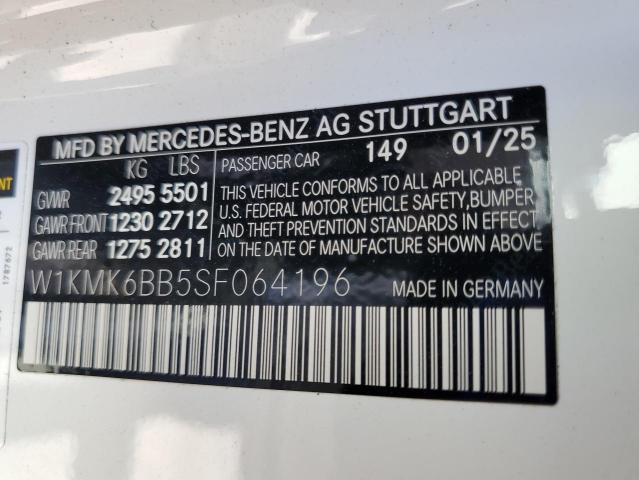 MFD BY MERCEDES-BENZ AG STUTTGART
KG LBS PASSENGER CAR 149 01/25
GVWR 2495 5501
GAWR FRONT 1230 2712
GAWR REAR 1275 2811
THIS VEHICLE CONFORMS TO ALL APPLICABLE
U.S. FEDERAL MOTOR VEHICLE SAFETY, BUMPER,
AND THEFT PREVENTION STANDARDS IN EFFECT
ON THE DATE OF MANUFACTURE SHOWN ABOVE
W1KMK6BB5SF064196 MADE IN GERMANY
1787672